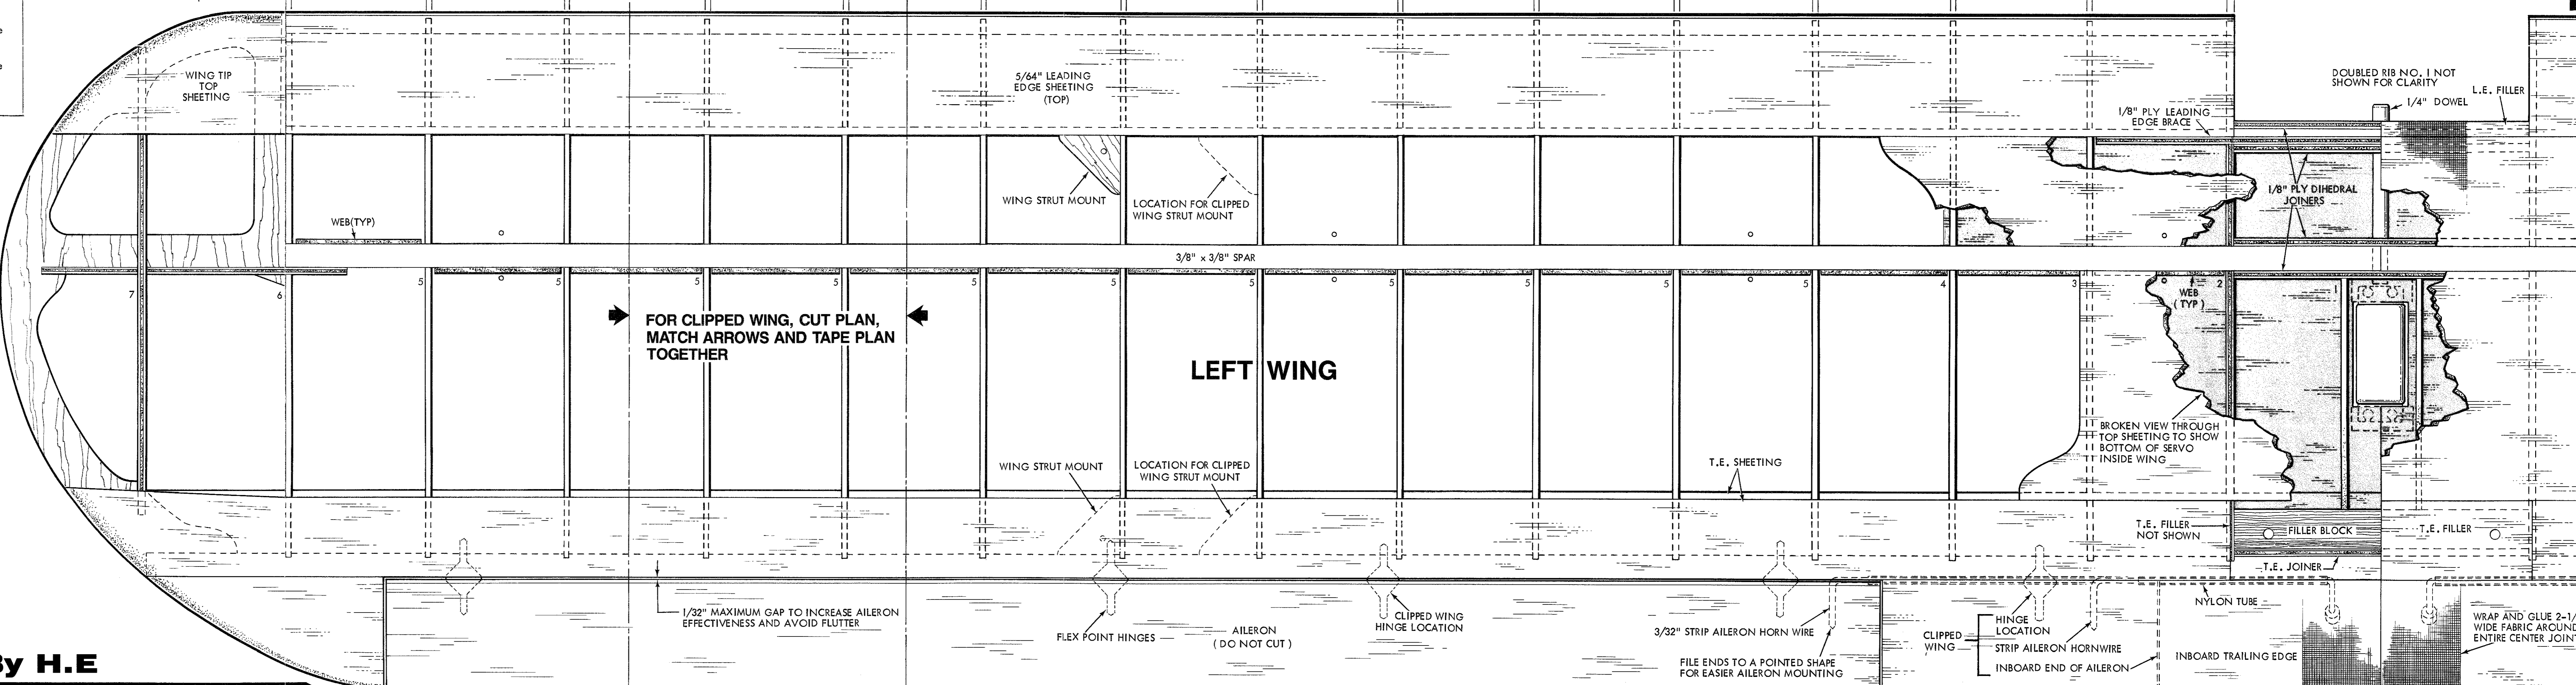 WING TIP
TOP
SHEETING
5/64" LEADING
EDGE SHEETING
(TOP)
DOUBLED RIB NO. 1 NOT
SHOWN FOR CLARITY
L.E. FILLER
1/4" DOWEL
1/8" PLY LEADING
EDGE BRACE
1/8" PLY DIHEDRAL
JOINERS
WING STRUT MOUNT
LOCATION FOR CLIPPED
WING STRUT MOUNT
WEB(TYP)
3/8" x 3/8" SPAR
7
6
5
5
5
5
5
5
5
5
5
5
5
4
3
2
1
WEB
(TYP)
FOR CLIPPED WING, CUT PLAN,
MATCH ARROWS AND TAPE PLAN
TOGETHER
LEFT WING
BROKEN VIEW THROUGH
TOP SHEETING TO SHOW
BOTTOM OF SERVO
INSIDE WING
WING STRUT MOUNT
LOCATION FOR CLIPPED
WING STRUT MOUNT
T.E. SHEETING
T.E. FILLER
NOT SHOWN
FILLER BLOCK
T.E. FILLER
T.E. JOINER
1/32" MAXIMUM GAP TO INCREASE AILERON
EFFECTIVENESS AND AVOID FLUTTER
FLEX POINT HINGES
AILERON
(DO NOT CUT)
CLIPPED WING
HINGE LOCATION
3/32" STRIP AILERON HORN WIRE
FILE ENDS TO A POINTED SHAPE
FOR EASIER AILERON MOUNTING
CLIPPED
WING
HINGE
LOCATION
STRIP AILERON HORNWIRE
INBOARD END OF AILERON
NYLON TUBE
INBOARD TRAILING EDGE
WRAP AND GLUE 2-1/
WIDE FABRIC AROUND
ENTIRE CENTER JOIN
By H.E